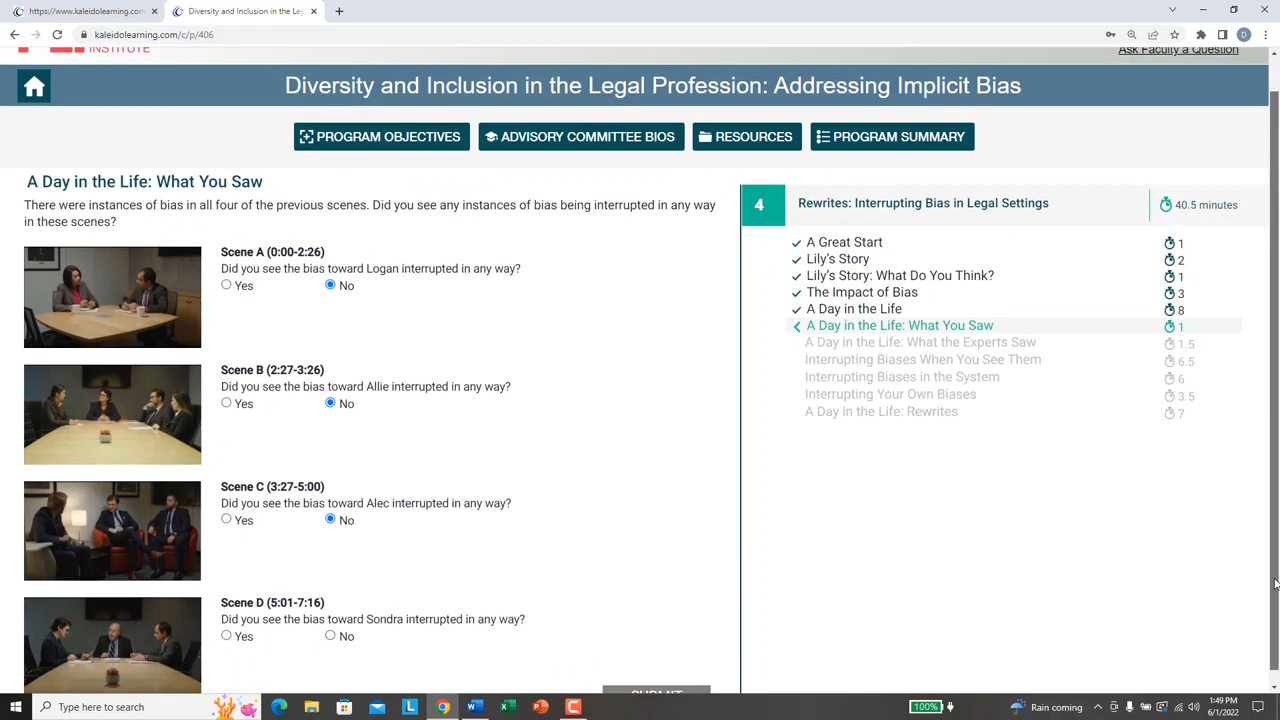 https://www.kaleidolearning.com/
Diversity and Inclusion in the Leg
kaleidolearning.com/c/p/406
INSTITUTE
Ask Faculty a Question
Diversity and Inclusion in the Legal Profession: Addressing Implicit Bias
PROGRAM OBJECTIVES
ADVISORY COMMITTEE BIOS
RESOURCES
PROGRAM SUMMARY
A Day in the Life: What You Saw
There were instances of bias in all four of the previous scenes. Did you see any instances of bias being interrupted in any way
in these scenes?
Scene A (0:00-2:26)
Did you see the bias toward Logan interrupted in any way?
Yes No
Scene B (2:27-3:26)
Did you see the bias toward Allie interrupted in any way?
Yes No
Scene C (3:27-5:00)
Did you see the bias toward Alec interrupted in any way?
Yes No
Scene D (5:01-7:16)
Did you see the bias toward Sondra interrupted in any way?
Yes No
SUBMIT
4 Rewrites: Interrupting Bias in Legal Settings 40.5 minutes
A Great Start 1
Lily's Story 2
Lily's Story: What Do You Think? 1
The Impact of Bias 3
A Day in the Life 8
A Day in the Life: What You Saw 1
A Day in the Life: What the Experts Saw 1.5
Interrupting Biases When You See Them 6.5
Interrupting Biases in the System 6
Interrupting Your Own Biases 3.5
A Day in the Life: Rewrites 7
Type here to search
100%
Rain coming
1:49 PM
6/1/2022